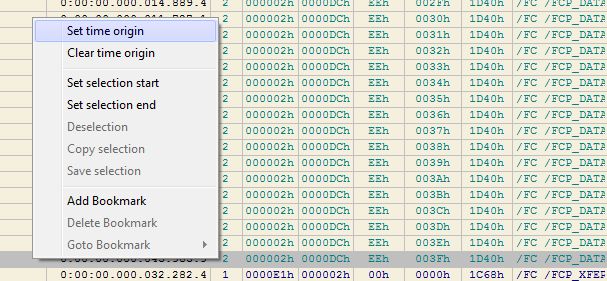 Set time origin
Clear time origin
Set selection start
Set selection end
Deselection
Copy selection
Save selection
Add Bookmark
Delete Bookmark
Goto Bookmark
0:00:00.000.014.889.4 2 000002h 0000DCh EEh 002Fh 1D40h /FC /FCP_DATA
2 000002h 0000DCh EEh 0030h 1D40h /FC /FCP_DATA
2 000002h 0000DCh EEh 0031h 1D40h /FC /FCP_DATA
2 000002h 0000DCh EEh 0032h 1D40h /FC /FCP_DATA
2 000002h 0000DCh EEh 0033h 1D40h /FC /FCP_DATA
2 000002h 0000DCh EEh 0034h 1D40h /FC /FCP_DATA
2 000002h 0000DCh EEh 0035h 1D40h /FC /FCP_DATA
2 000002h 0000DCh EEh 0036h 1D40h /FC /FCP_DATA
2 000002h 0000DCh EEh 0037h 1D40h /FC /FCP_DATA
2 000002h 0000DCh EEh 0038h 1D40h /FC /FCP_DATA
2 000002h 0000DCh EEh 0039h 1D40h /FC /FCP_DATA
2 000002h 0000DCh EEh 003Ah 1D40h /FC /FCP_DATA
2 000002h 0000DCh EEh 003Bh 1D40h /FC /FCP_DATA
2 000002h 0000DCh EEh 003Ch 1D40h /FC /FCP_DATA
2 000002h 0000DCh EEh 003Dh 1D40h /FC /FCP_DATA
2 000002h 0000DCh EEh 003Eh 1D40h /FC /FCP_DATA
2 000002h 0000DCh EEh 003Fh 1D40h /FC /FCP_DATA
0:00:00.000.032.282.4 1 0000E1h 000002h 00h 0000h 1C68h /FC /FCP_XFER